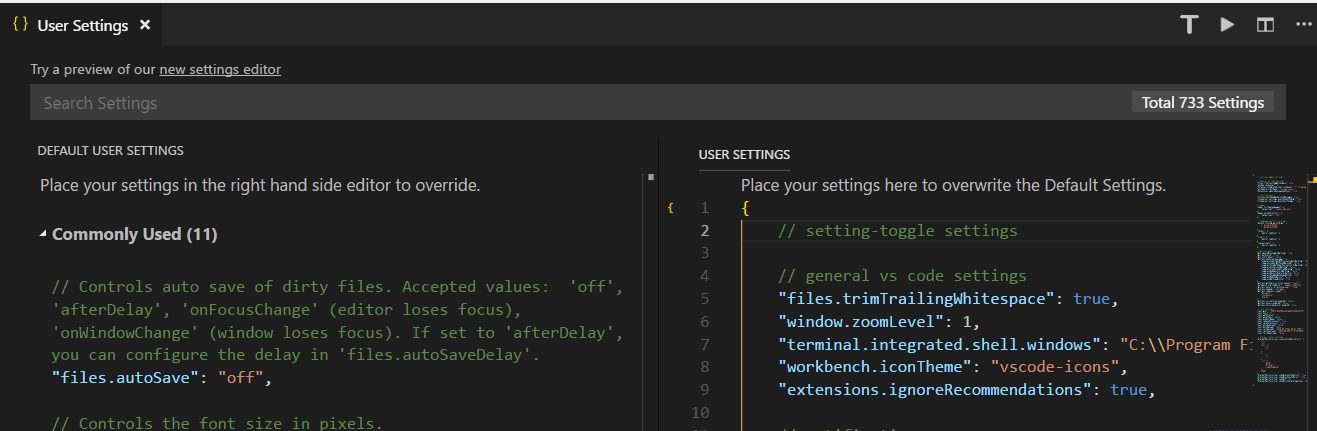 {} User Settings ×
Try a preview of our new settings editor
Search Settings
Total 733 Settings
DEFAULT USER SETTINGS
Place your settings in the right hand side editor to override.
Commonly Used (11)
// Controls auto save of dirty files. Accepted values:  'off',
'afterDelay', 'onFocusChange' (editor loses focus),
'onWindowChange' (window loses focus). If set to 'afterDelay',
you can configure the delay in 'files.autoSaveDelay'.
"files.autoSave": "off",
// Controls the font size in pixels.
USER SETTINGS
Place your settings here to overwrite the Default Settings.
{ 1 {
2 // setting-toggle settings
3
4 // general vs code settings
5 "files.trimTrailingWhitespace": true,
6 "window.zoomLevel": 1,
7 "terminal.integrated.shell.windows": "C:\\Program F
8 "workbench.iconTheme": "vscode-icons",
9 "extensions.ignoreRecommendations": true,
10